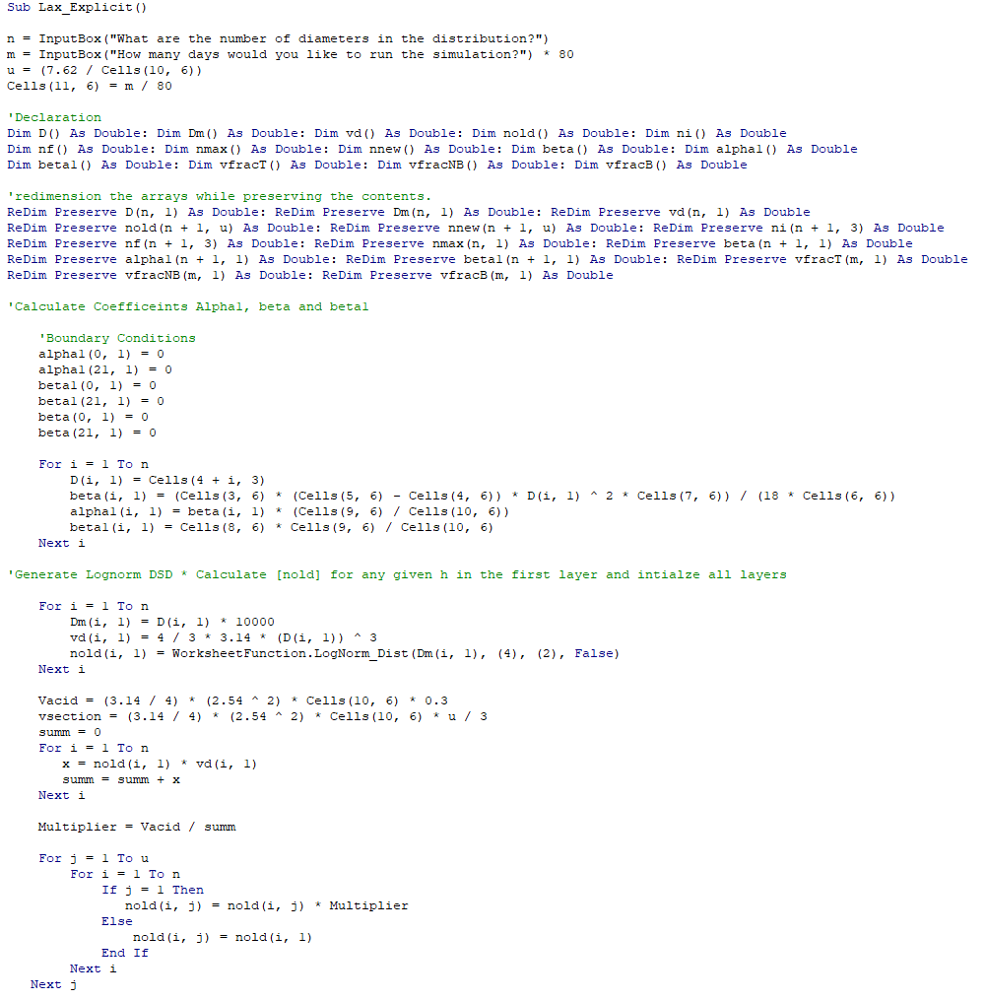 Sub Lax_Explicit()

n = InputBox("What are the number of diameters in the distribution?")
m = InputBox("How many days would you like to run the simulation?") * 80
u = (7.62 / Cells(10, 6))
Cells(11, 6) = m / 80

'Declaration
Dim D() As Double: Dim Dm() As Double: Dim vd() As Double: Dim nold() As Double: Dim ni() As Double
Dim nf() As Double: Dim nmax() As Double: Dim nnew() As Double: Dim beta() As Double: Dim alpha1() As Double
Dim beta1() As Double: Dim vfracT() As Double: Dim vfracNB() As Double: Dim vfracB() As Double

'redimension the arrays while preserving the contents.
ReDim Preserve D(n, 1) As Double: ReDim Preserve Dm(n, 1) As Double: ReDim Preserve vd(n, 1) As Double
ReDim Preserve nold(n + 1, u) As Double: ReDim Preserve nnew(n + 1, u) As Double: ReDim Preserve ni(n + 1, 3) As Double
ReDim Preserve nf(n + 1, 3) As Double: ReDim Preserve nmax(n, 1) As Double: ReDim Preserve beta(n + 1, 1) As Double
ReDim Preserve alpha1(n + 1, 1) As Double: ReDim Preserve beta1(n + 1, 1) As Double: ReDim Preserve vfracT(m, 1) As Double
ReDim Preserve vfracNB(m, 1) As Double: ReDim Preserve vfracB(m, 1) As Double

'Calculate Coefficeints Alpha1, beta and beta1

    'Boundary Conditions
    alpha1(0, 1) = 0
    alpha1(21, 1) = 0
    beta1(0, 1) = 0
    beta1(21, 1) = 0
    beta(0, 1) = 0
    beta(21, 1) = 0

    For i = 1 To n
        D(i, 1) = Cells(4 + i, 3)
        beta(i, 1) = (Cells(3, 6) * (Cells(5, 6) - Cells(4, 6)) * D(i, 1) ^ 2 * Cells(7, 6)) / (18 * Cells(6, 6))
        alpha1(i, 1) = beta(i, 1) * (Cells(9, 6) / Cells(10, 6))
        beta1(i, 1) = Cells(8, 6) * Cells(9, 6) / Cells(10, 6)
    Next i

'Generate Lognorm DSD * Calculate [nold] for any given h in the first layer and intialze all layers

    For i = 1 To n
        Dm(i, 1) = D(i, 1) * 10000
        vd(i, 1) = 4 / 3 * 3.14 * (D(i, 1)) ^ 3
        nold(i, 1) = WorksheetFunction.LogNorm_Dist(Dm(i, 1), (4), (2), False)
    Next i

    Vacid = (3.14 / 4) * (2.54 ^ 2) * Cells(10, 6) * 0.3
    vsection = (3.14 / 4) * (2.54 ^ 2) * Cells(10, 6) * u / 3
    summ = 0
    For i = 1 To n
       x = nold(i, 1) * vd(i, 1)
       summ = summ + x
    Next i

    Multiplier = Vacid / summ

    For j = 1 To u
        For i = 1 To n
            If j = 1 Then
               nold(i, j) = nold(i, j) * Multiplier
            Else
                nold(i, j) = nold(i, 1)
            End If
        Next i
   Next j